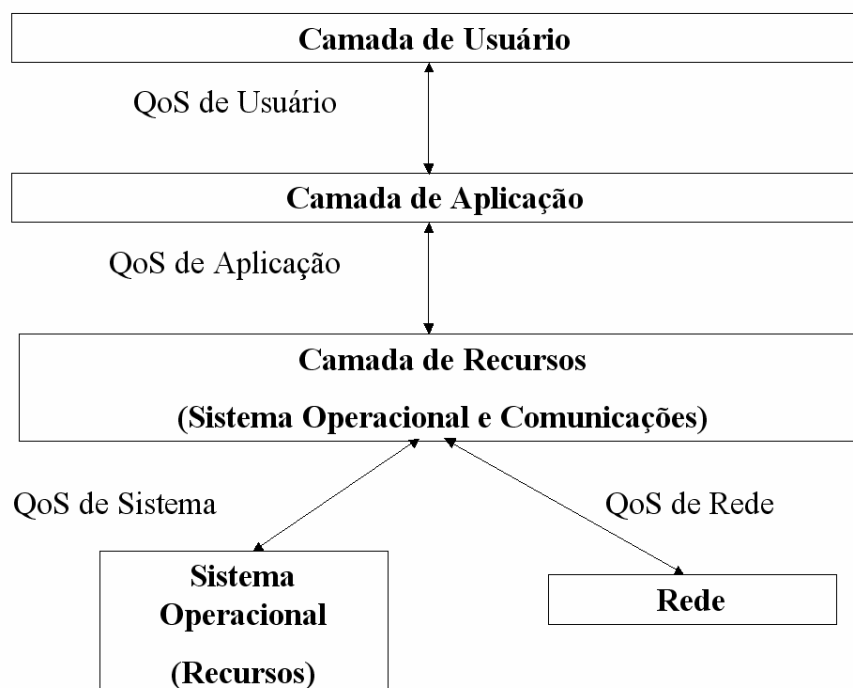 Camada de Usuário
QoS de Usuário
Camada de Aplicação
QoS de Aplicação
Camada de Recursos
(Sistema Operacional e Comunicações)
QoS de Sistema
QoS de Rede
Sistema
Operacional
(Recursos)
Rede